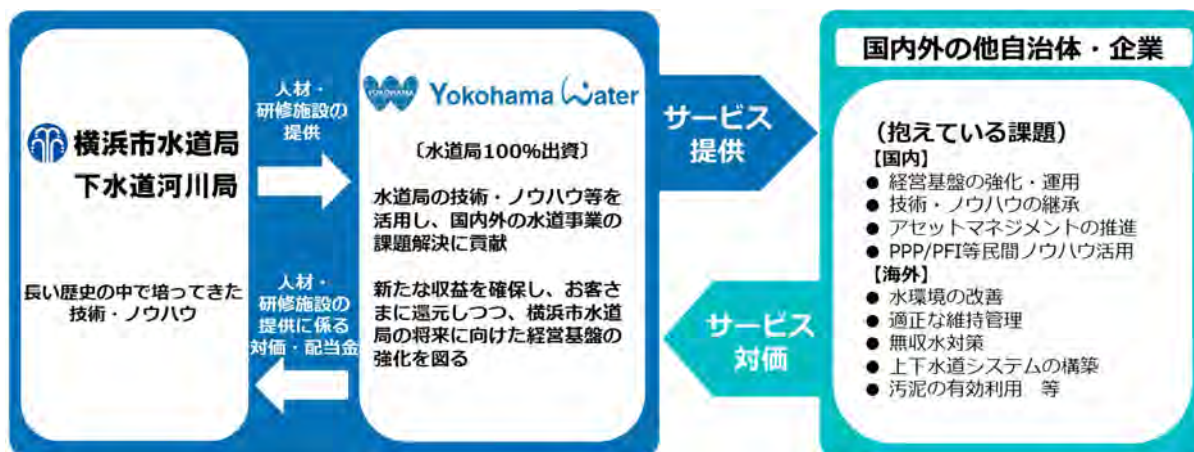 横浜市水道局
下水道河川局
長い歴史の中で培ってきた
技術・ノウハウ
人材・
研修施設の
提供
人材・
研修施設の
提供に係る
対価・配当金
YOKOHAMA
Yokohama Water
〔水道局100%出資〕
水道局の技術・ノウハウ等を
活用し、国内外の水道事業の
課題解決に貢献
新たな収益を確保し、お客さ
まに還元しつつ、横浜市水道
局の将来に向けた経営基盤の
強化を図る
サービス
提供
サービス
対価
国内外の他自治体・企業
（抱えている課題）
【国内】
● 経営基盤の強化・運用
● 技術・ノウハウの継承
● アセットマネジメントの推進
● PPP/PFI等民間ノウハウ活用
【海外】
● 水環境の改善
● 適正な維持管理
● 無収水対策
● 上下水道システムの構築
● 汚泥の有効利用　等